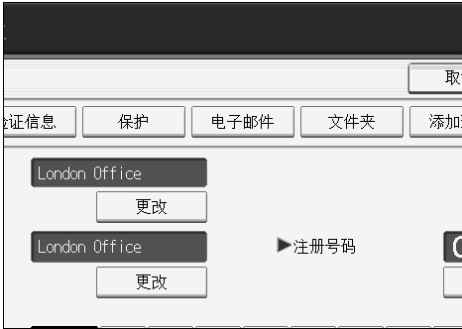 取
证信息 保护 电子邮件 文件夹 添加
London Office
更改
London Office ▶注册号码
更改